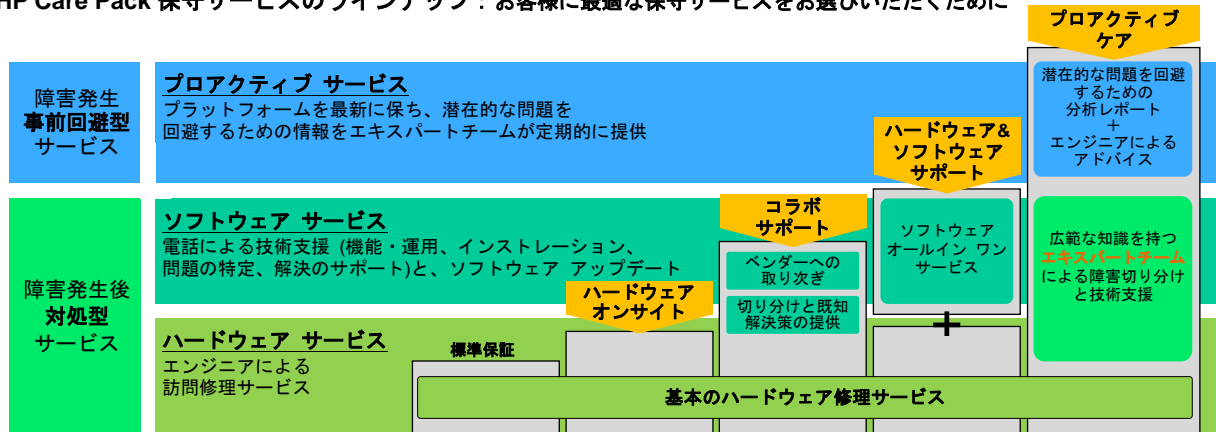 HP Care Pack 保守サービスのラインナップ：お客様に最適な保守サービスをお選びいただくために
プロアクティブ
ケア
障害発生
事前回避型
サービス
プロアクティブ サービス
プラットフォームを最新に保ち、潜在的な問題を
回避するための情報をエキスパートチームが定期的に提供
潜在的な問題を回避
するための
分析レポート
＋
エンジニアによる
アドバイス
ハードウェア&
ソフトウェア
サポート
障害発生後
対処型
サービス
ソフトウェア サービス
電話による技術支援 (機能・運用、インストレーション、
問題の特定、解決のサポート)と、ソフトウェア アップデート
コラボ
サポート
ベンダーへの
取り次ぎ
切り分けと既知
解決策の提供
ソフトウェア
オールイン ワン
サービス
広範な知識を持つ
エキスパートチーム
による障害切り分け
と技術支援
ハードウェア
オンサイト
＋
ハードウェア サービス
エンジニアによる
訪問修理サービス
標準保証
基本のハードウェア修理サービス